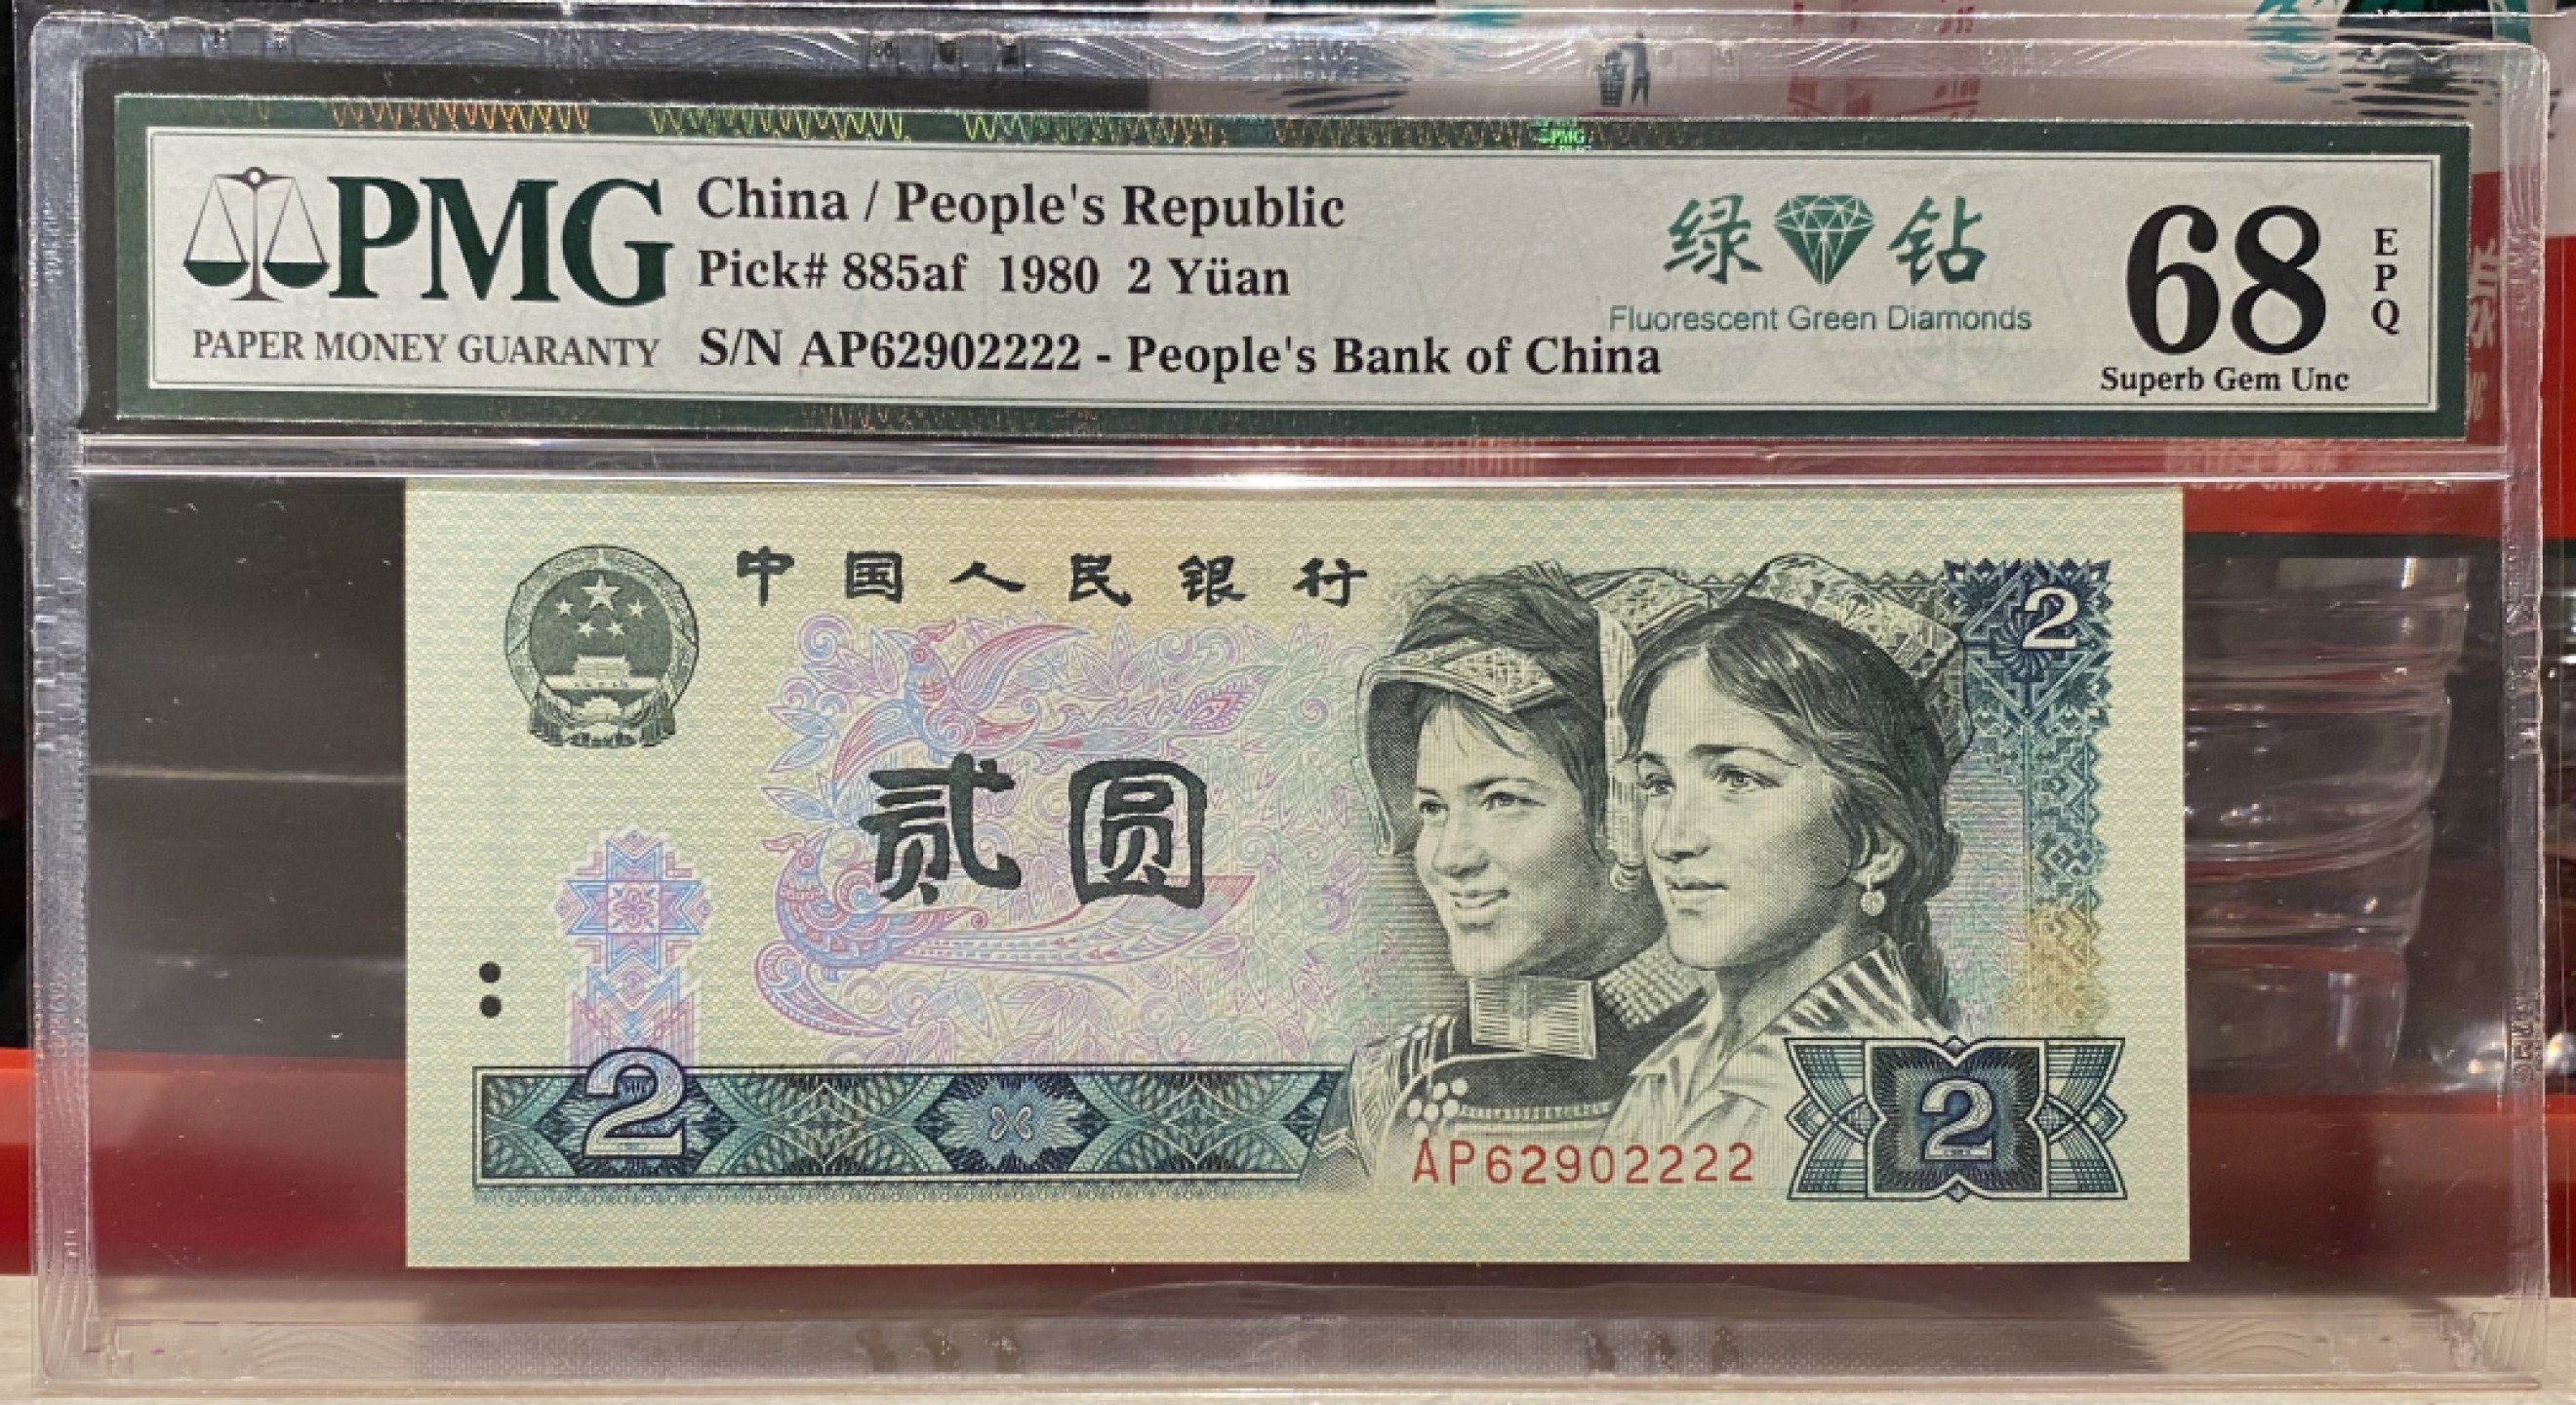 PMG
PAPER MONEY GUARANTY
China / People's Republic
Pick# 885af 1980 2 Yüan
S/N AP62902222 - People's Bank of China
绿 钻
Fluorescent Green Diamonds
68
EPQ
Superb Gem Unc
中国人民银行
2
贰圆
2
AP62902222
2